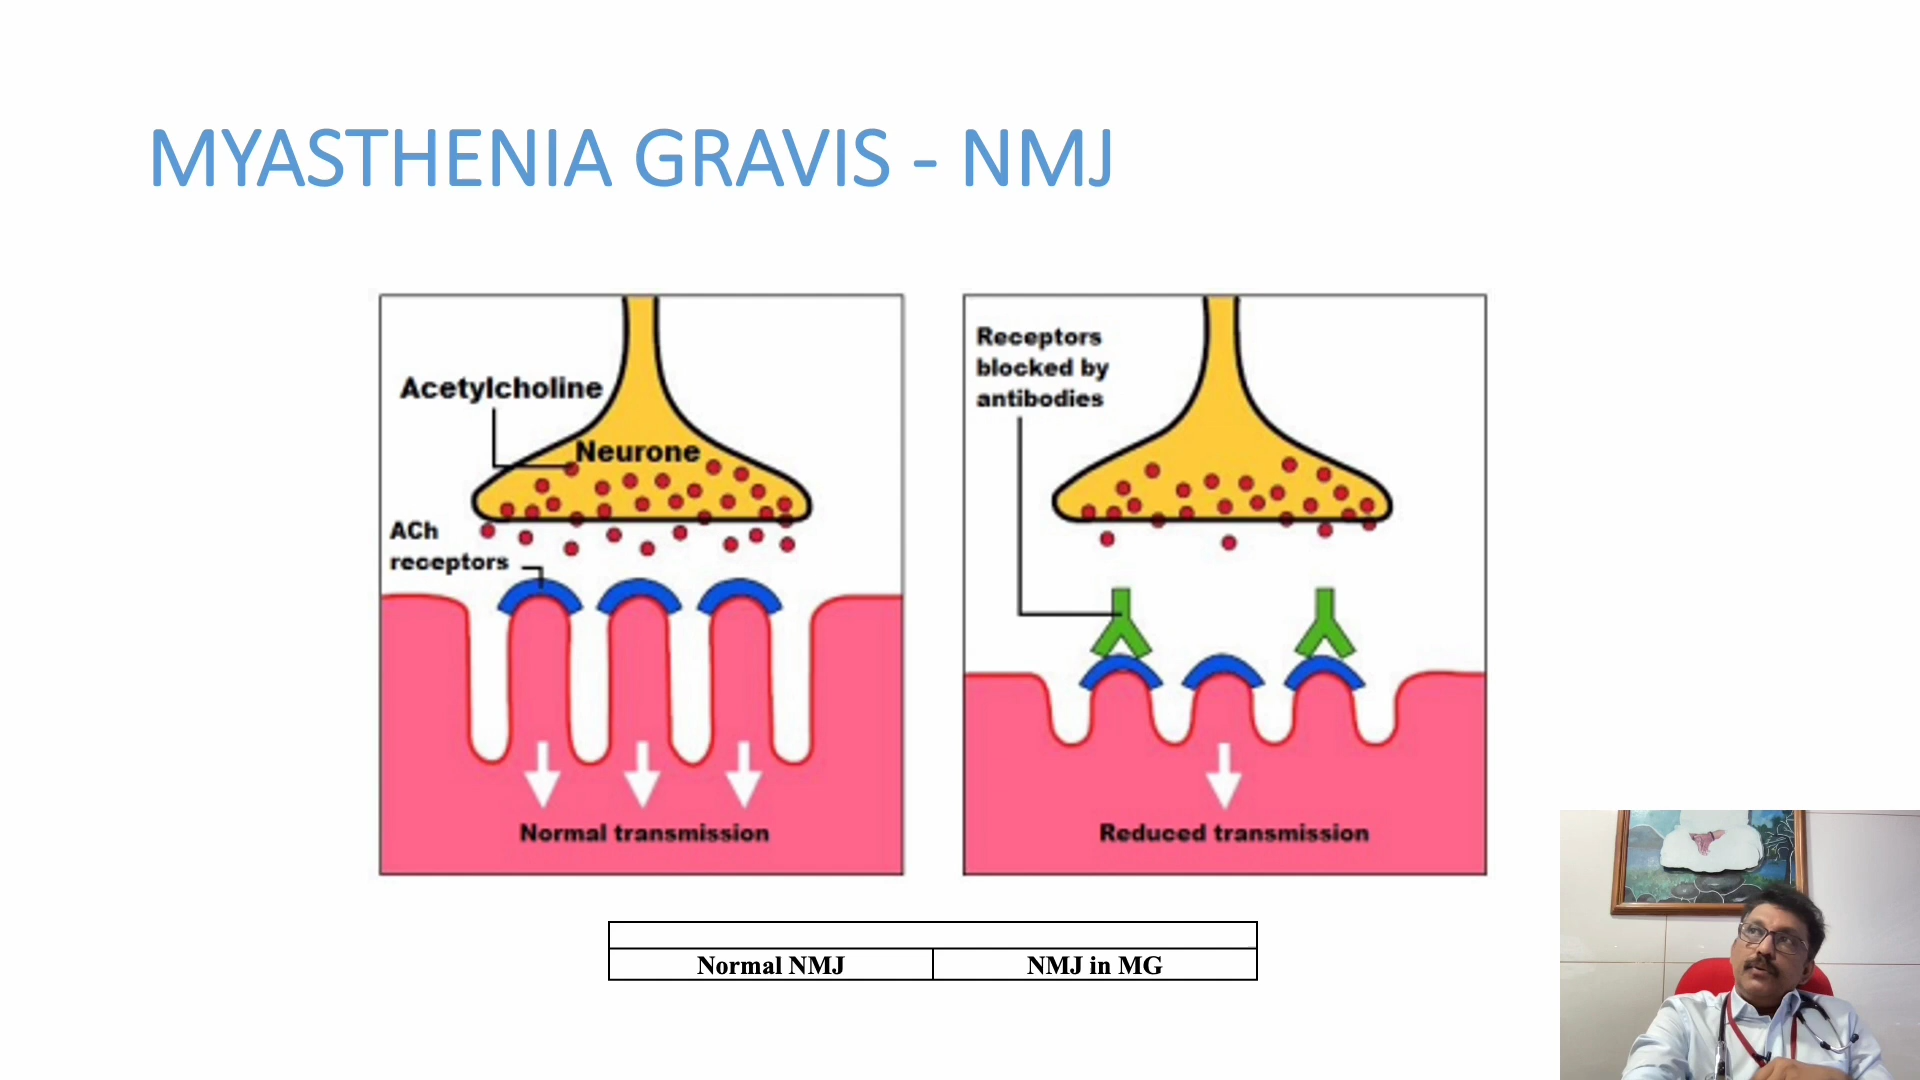 MYASTHENIA GRAVIS - NMJ
Acetylcholine
Neurone
ACh
receptors
Normal transmission
Receptors
blocked by
antibodies
Reduced transmission
Normal NMJ
NMJ in MG